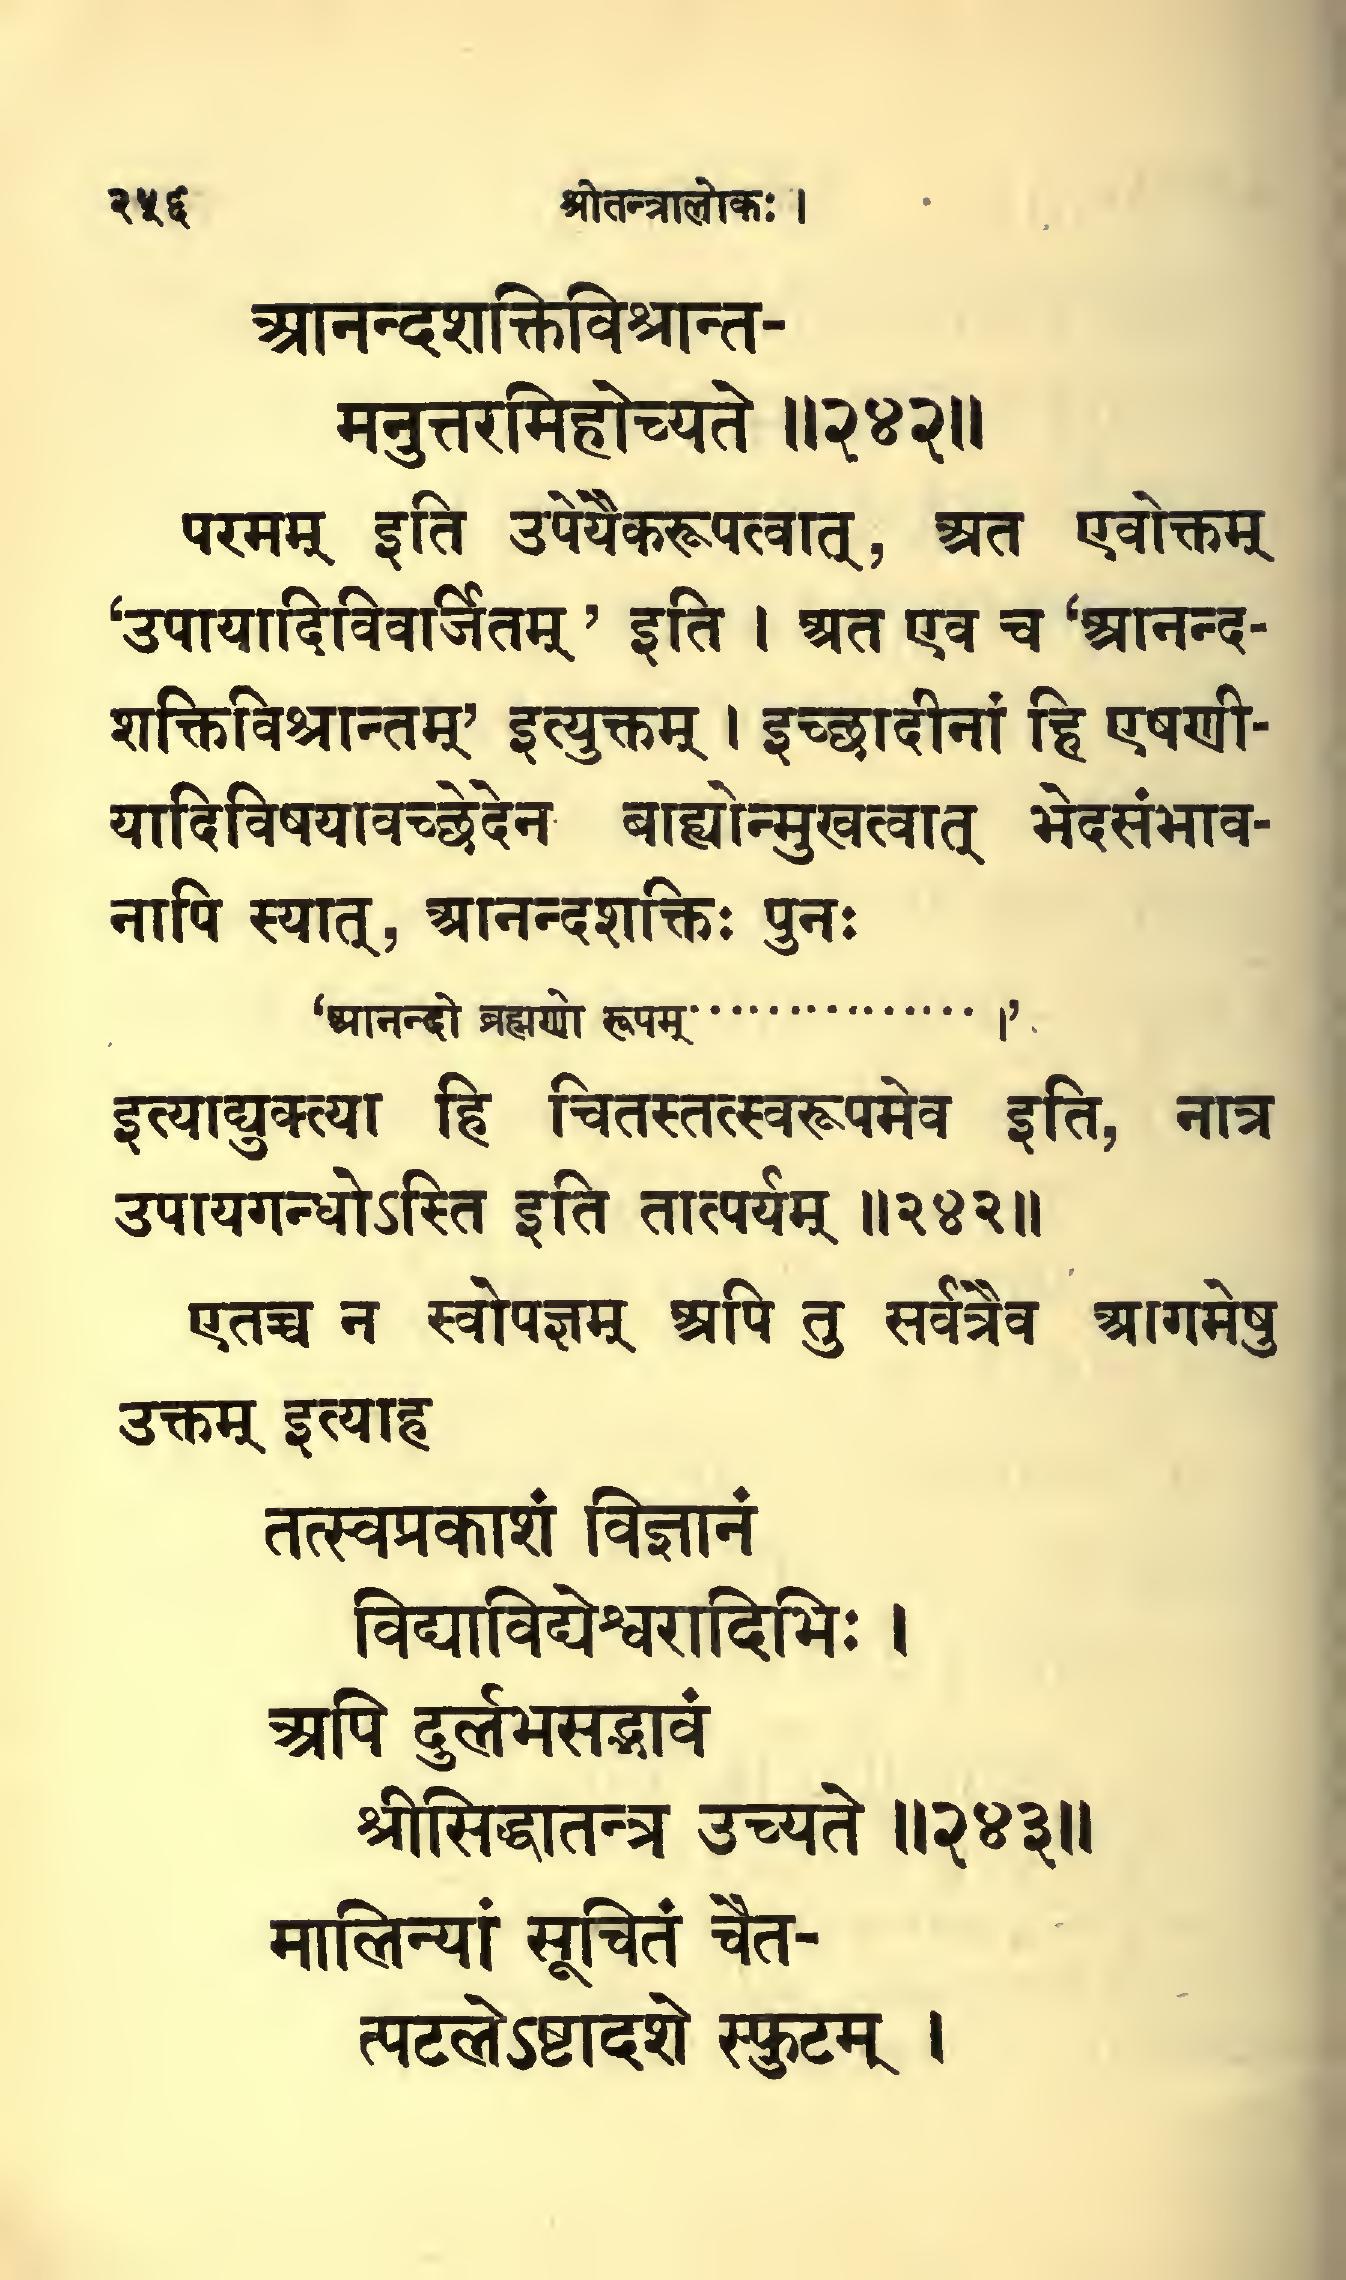 २५६ श्रीतन्त्रालोकः ।
आनन्दशक्तिविश्रान्त-
मनुत्तरमिहोच्यते ॥२४२॥
परमम् इति उपेयैकरूपत्वात्, अत एवोक्तम्
‘उपायादिविवर्जितम्’ इति । अत एव च ‘आनन्द-
शक्तिविश्रान्तम्’ इत्युक्तम् । इच्छादीनां हि एषणी-
यादिविषयावच्छेदेन बाह्योन्मुखत्वात् भेदसंभाव-
नापि स्यात्, आनन्दशक्तिः पुनः
‘आनन्दो ब्रह्मणो रूपम्················ ।’
इत्याद्युक्त्या हि चितस्तत्स्वरूपमेव इति, नात्र
उपायगन्धोऽस्ति इति तात्पर्यम् ॥२४२॥
एतच्च न स्वोपज्ञम् अपि तु सर्वत्रैव आगमेषु
उक्तम् इत्याह
तत्स्वप्रकाशं विज्ञानं
विद्याविद्येश्वरादिभिः ।
अपि दुर्लभसद्भावं
श्रीसिद्धातन्त्र उच्यते ॥२४३॥
मालिन्यां सूचितं चैत-
त्पटलेऽष्टादशे स्फुटम् ।